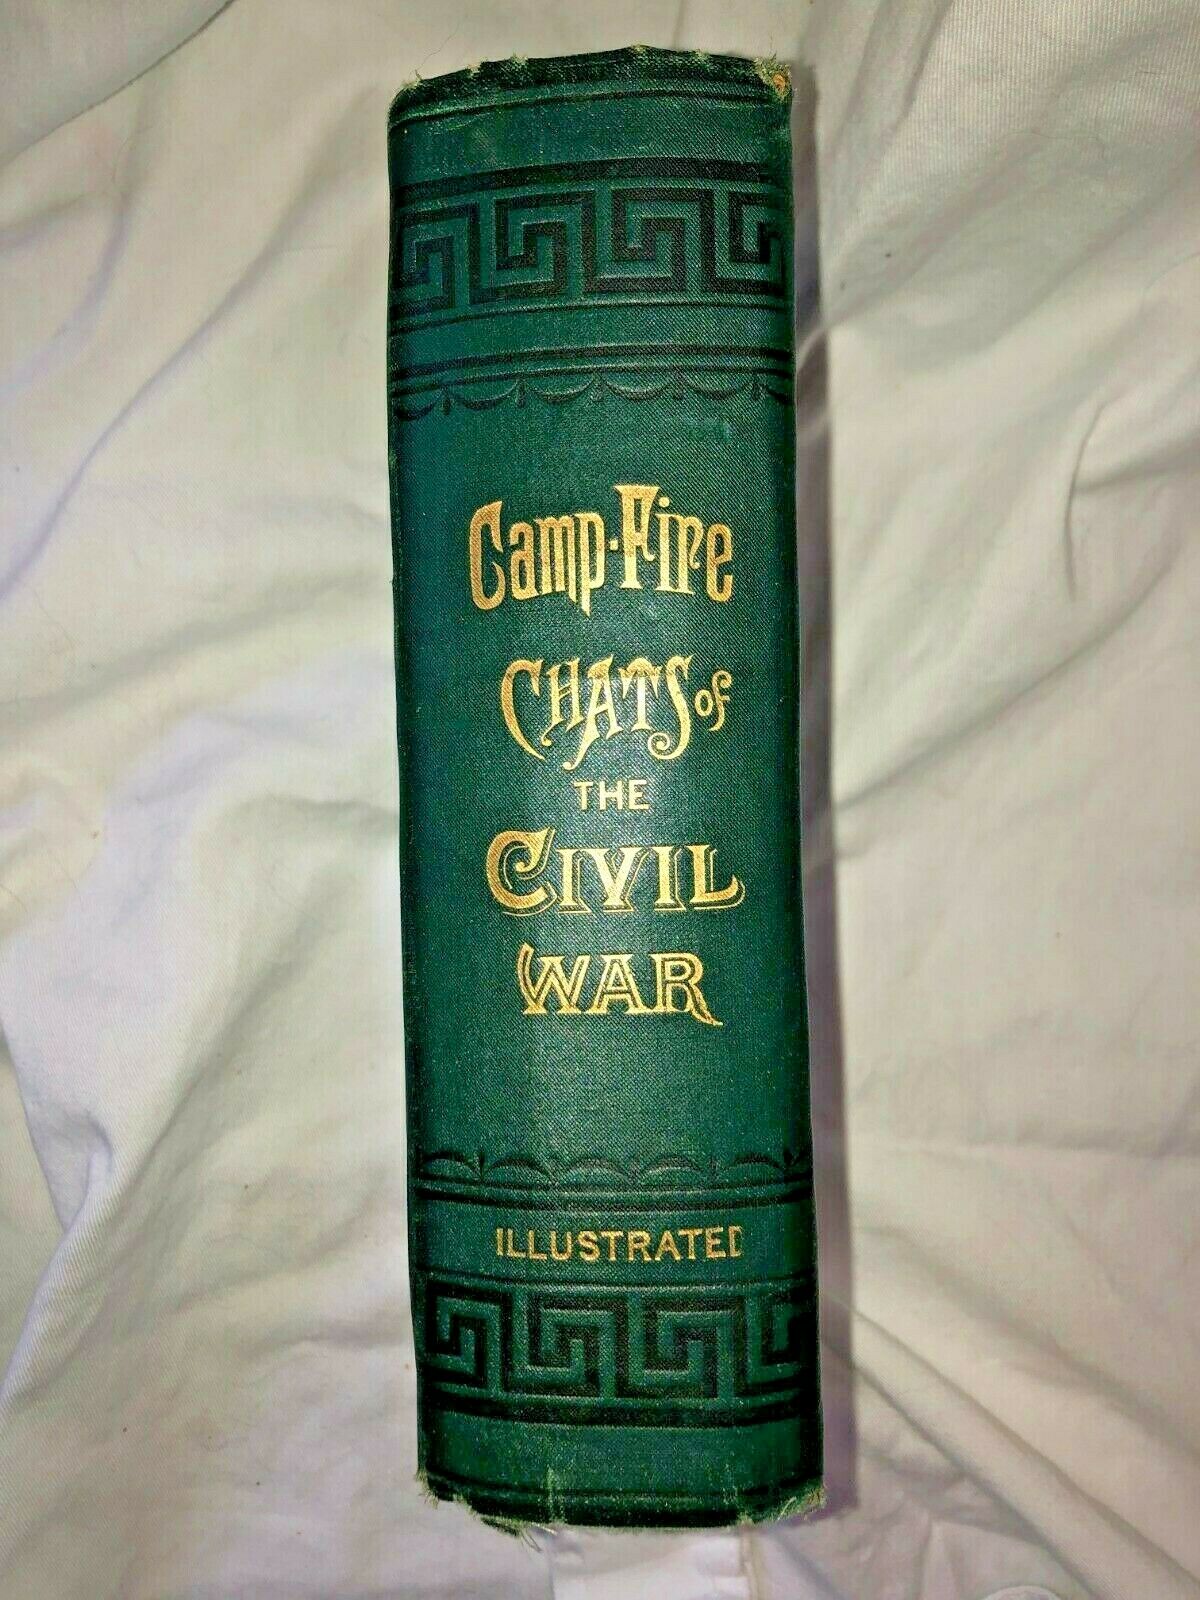 Camp-Fire
CHATS of
THE
CIVIL
WAR
ILLUSTRATED